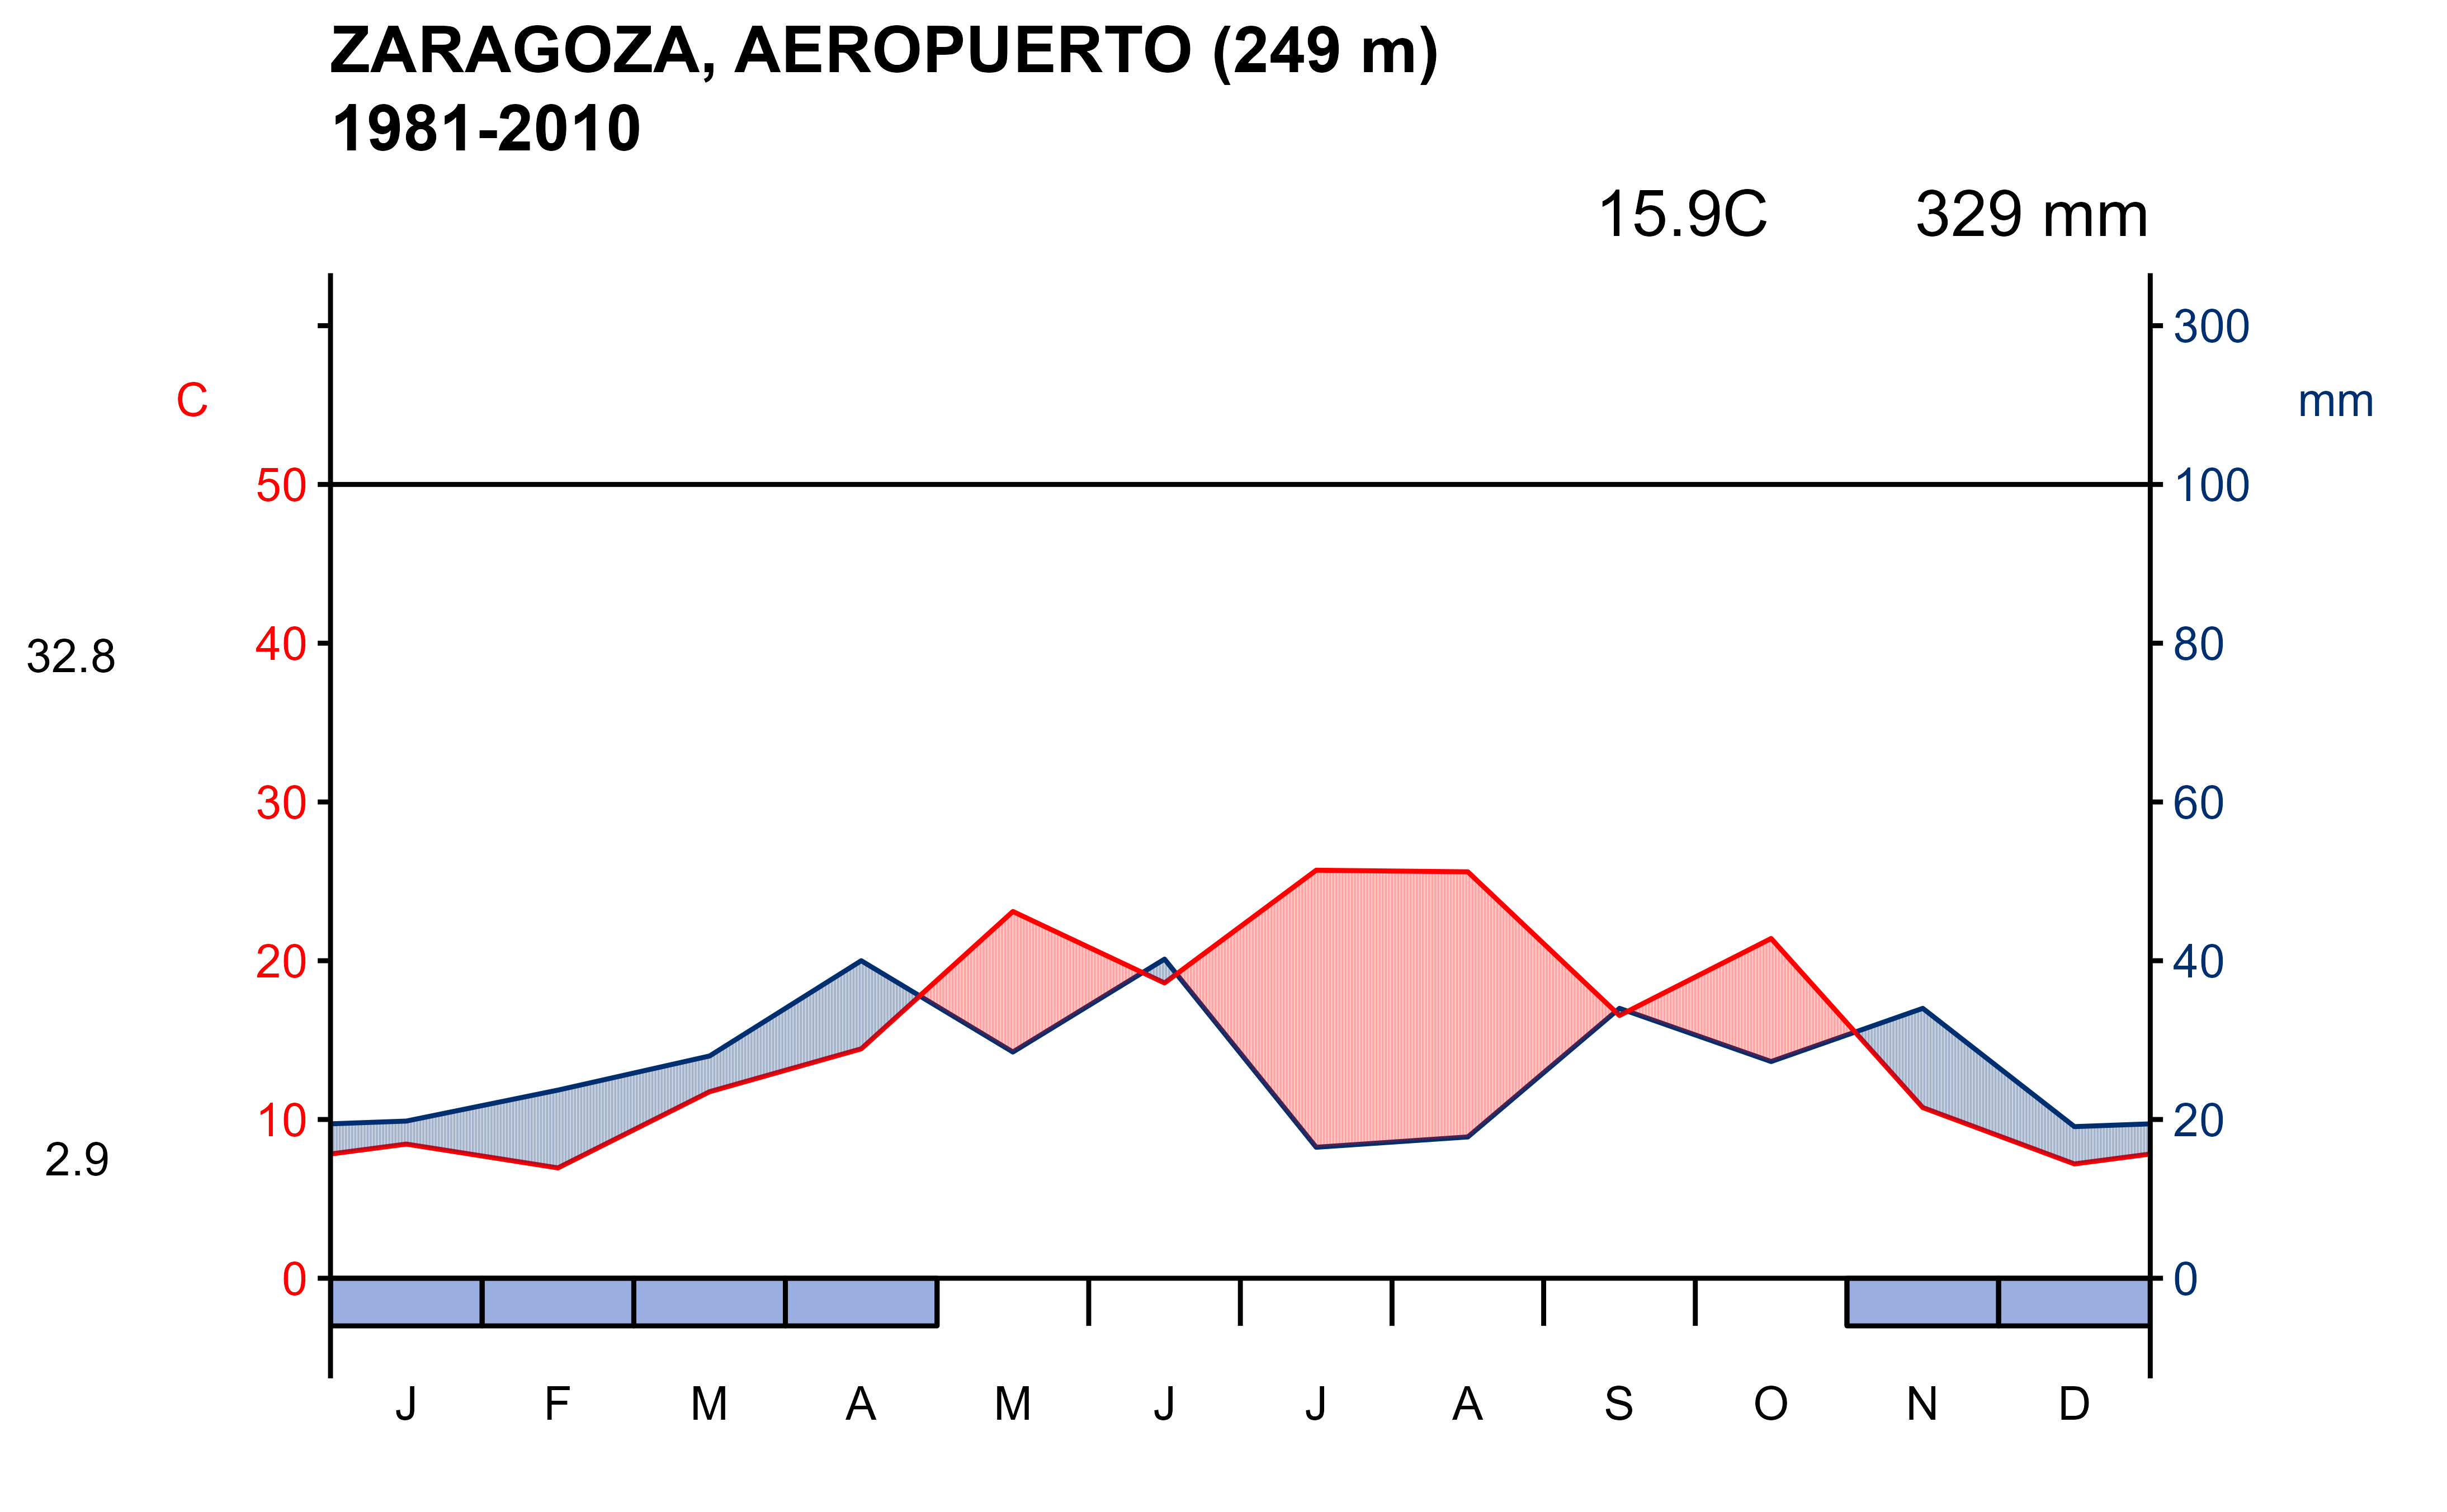 ZARAGOZA, AEROPUERTO (249 m)
1981-2010
15.9C 329 mm
300
C mm
50 100
32.8 40 80
30 60
20 40
2.9 10 20
0 0
J F M A M J J A S O N D